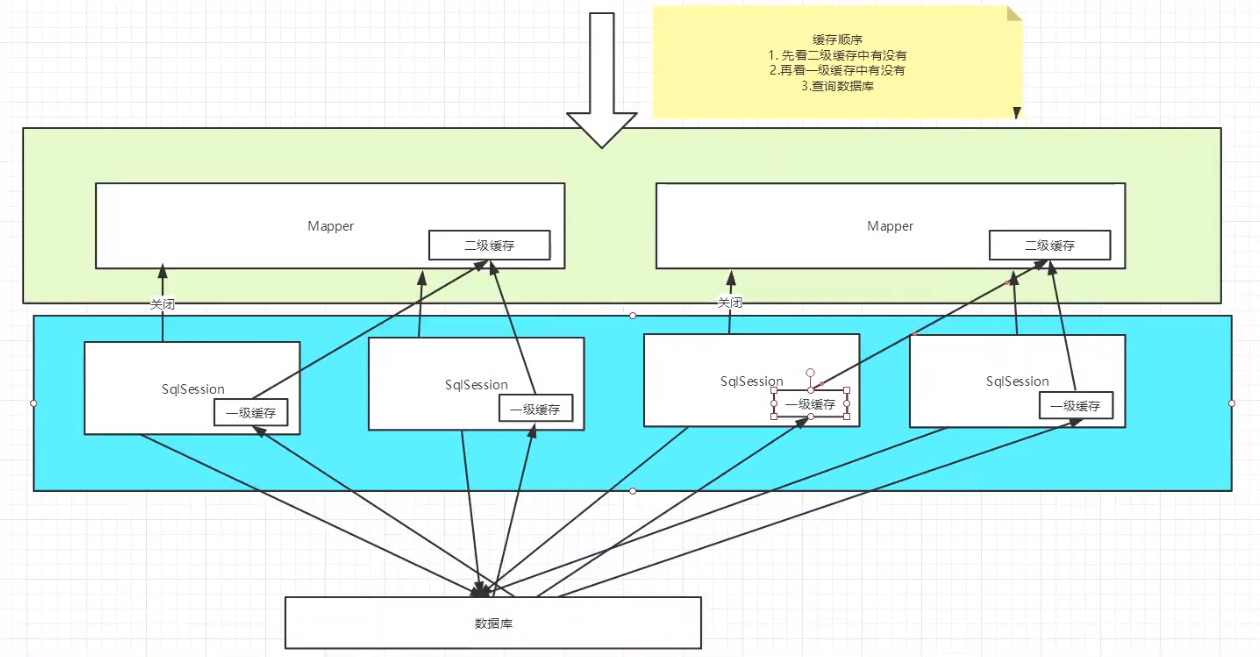 缓存顺序
1. 先看二级缓存中有没有
2.再看一级缓存中有没有
3.查询数据库
Mapper
二级缓存
Mapper
二级缓存
关闭
关闭
SqlSession
一级缓存
SqlSession
一级缓存
SqlSession
一级缓存
SqlSession
一级缓存
数据库